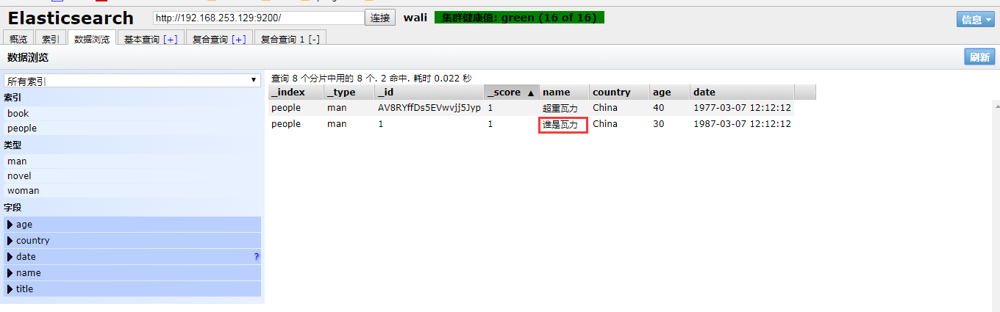 Elasticsearch http://192.168.253.129:9200/ 连接 wali 集群健康值: green (16 of 16) 信息
概览 索引 数据浏览 基本查询 [+] 复合查询 [+] 复合查询 1 [-]
数据浏览 刷新
所有索引
索引
book
people
类型
man
novel
woman
字段
age
country
date ?
name
title
查询 8 个分片中用的 8 个. 2 命中. 耗时 0.022 秒
_index _type _id _score ▲ name country age date
people man AV8RYffDs5EVwvjj5Jyp 1 超重瓦力 China 40 1977-03-07 12:12:12
people man 1 1 谁是瓦力 China 30 1987-03-07 12:12:12